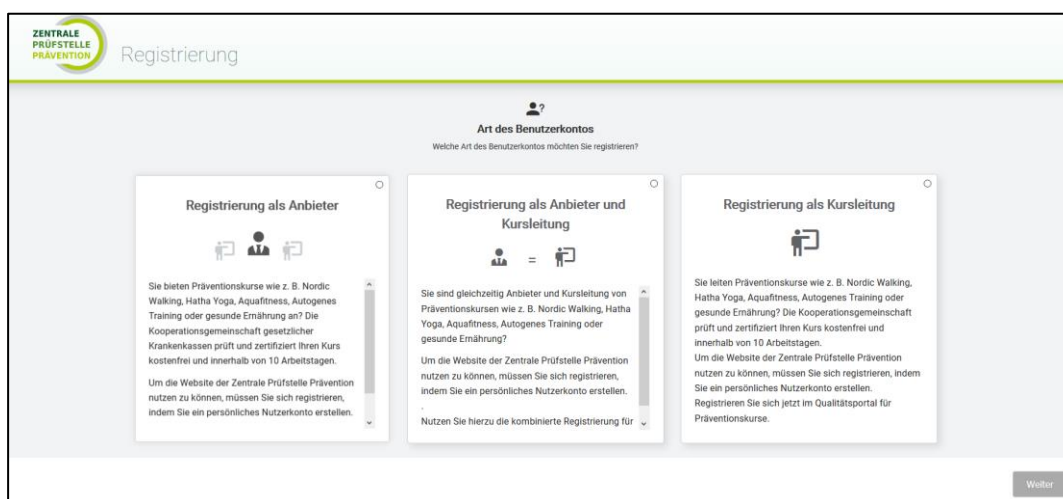 ZENTRALE
PRÜFSTELLE
PRÄVENTION
Registrierung
?
Art des Benutzerkontos
Welche Art des Benutzerkontos möchten Sie registrieren?
Registrierung als Anbieter
Sie bieten Präventionskurse wie z. B. Nordic
Walking, Hatha Yoga, Aquafitness, Autogenes
Training oder gesunde Ernährung an? Die
Kooperationsgemeinschaft gesetzlicher
Krankenkassen prüft und zertifiziert Ihren Kurs
kostenfrei und innerhalb von 10 Arbeitstagen.
Um die Website der Zentrale Prüfstelle Prävention
nutzen zu können, müssen Sie sich registrieren,
indem Sie ein persönliches Nutzerkonto erstellen.
Registrierung als Anbieter und
Kursleitung
=
Sie sind gleichzeitig Anbieter und Kursleitung von
Präventionskursen wie z. B. Nordic Walking, Hatha
Yoga, Aquafitness, Autogenes Training oder
gesunde Ernährung?
Um die Website der Zentrale Prüfstelle Prävention
nutzen zu können, müssen Sie sich registrieren,
indem Sie ein persönliches Nutzerkonto erstellen.
.
Nutzen Sie hierzu die kombinierte Registrierung für
Registrierung als Kursleitung
Sie leiten Präventionskurse wie z. B. Nordic Walking,
Hatha Yoga, Aquafitness, Autogenes Training oder
gesunde Ernährung? Die Kooperationsgemeinschaft
prüft und zertifiziert Ihren Kurs kostenfrei und
innerhalb von 10 Arbeitstagen.
Um die Website der Zentrale Prüfstelle Prävention
nutzen zu können, müssen Sie sich registrieren, indem
Sie ein persönliches Nutzerkonto erstellen.
Registrieren Sie sich jetzt im Qualitätsportal für
Präventionskurse.
Weiter